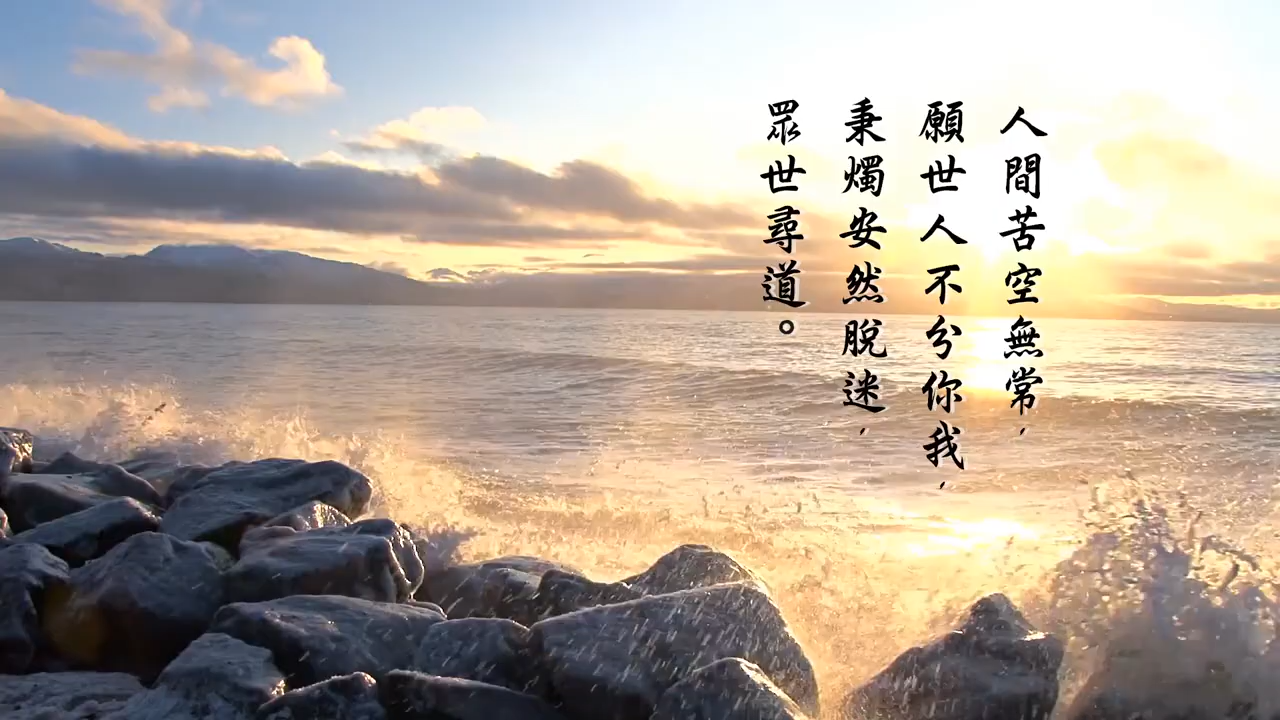 人間苦空無常，
願世人不分你我，
秉燭安然脫迷，
眾世尋道。